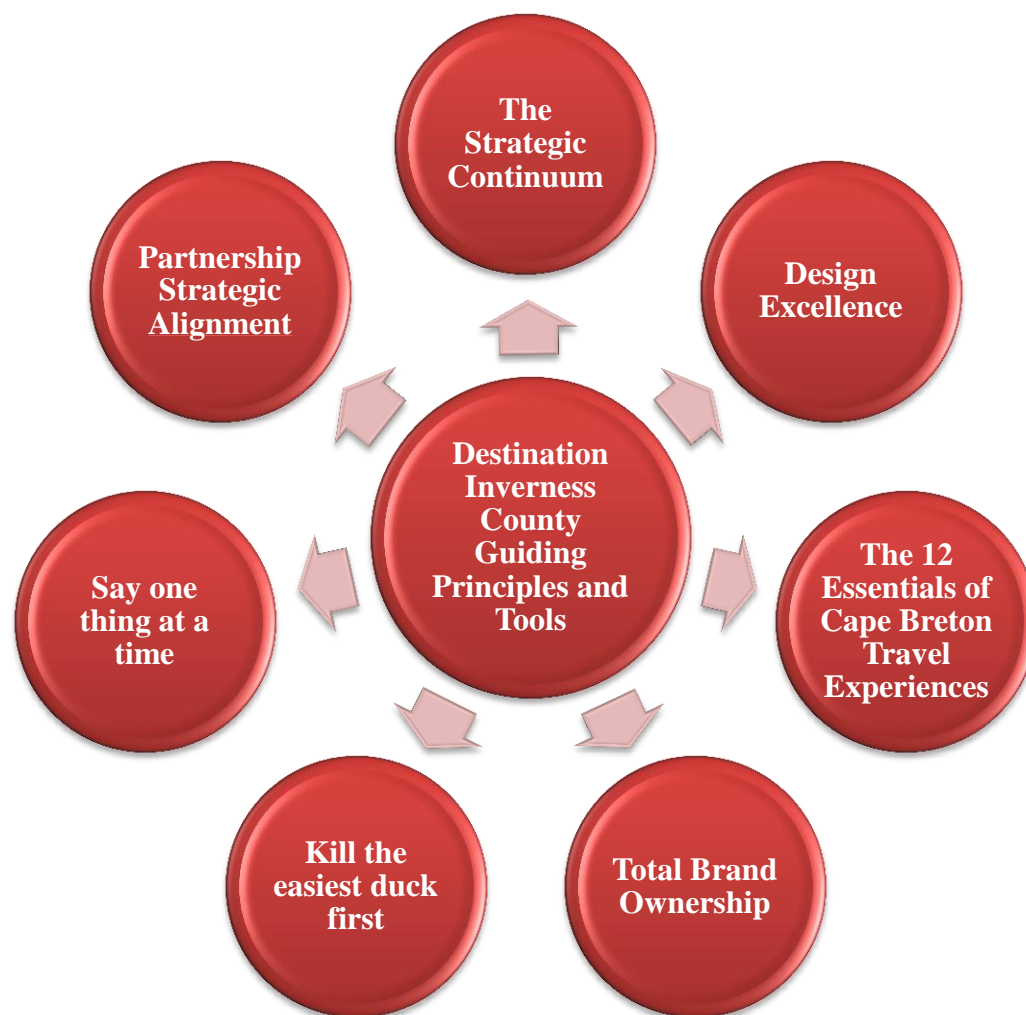 The
Strategic
Continuum
Partnership
Strategic
Alignment
Design
Excellence
Destination
Inverness
County
Guiding
Principles and
Tools
Say one
thing at a
time
The 12
Essentials of
Cape Breton
Travel
Experiences
Kill the
easiest duck
first
Total Brand
Ownership